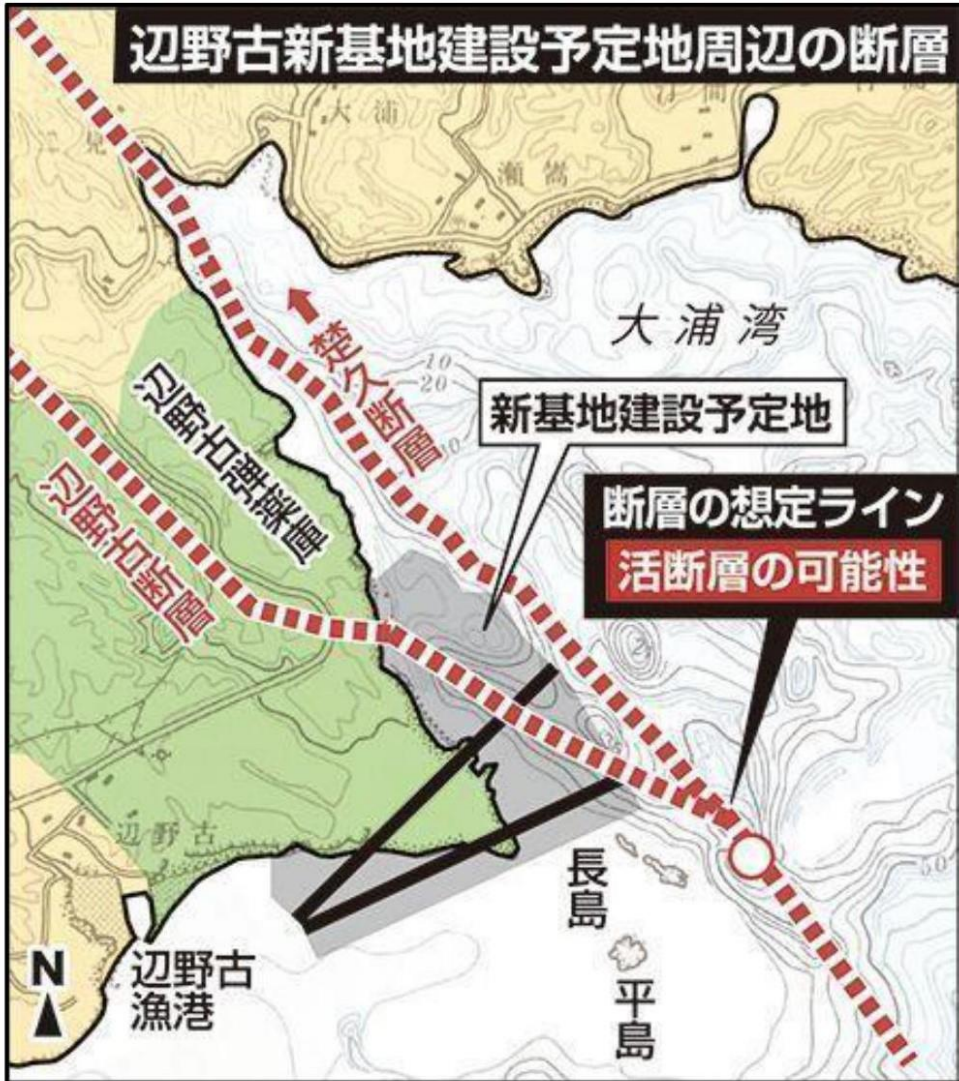 辺野古新基地建設予定地周辺の断層
大浦
瀬嵩
大浦湾
楚久断層
10
20
新基地建設予定地
辺野古弾薬庫
辺野古断層
断層の想定ライン
活断層の可能性
辺野古
長島
平島
50
N
辺野古
漁港